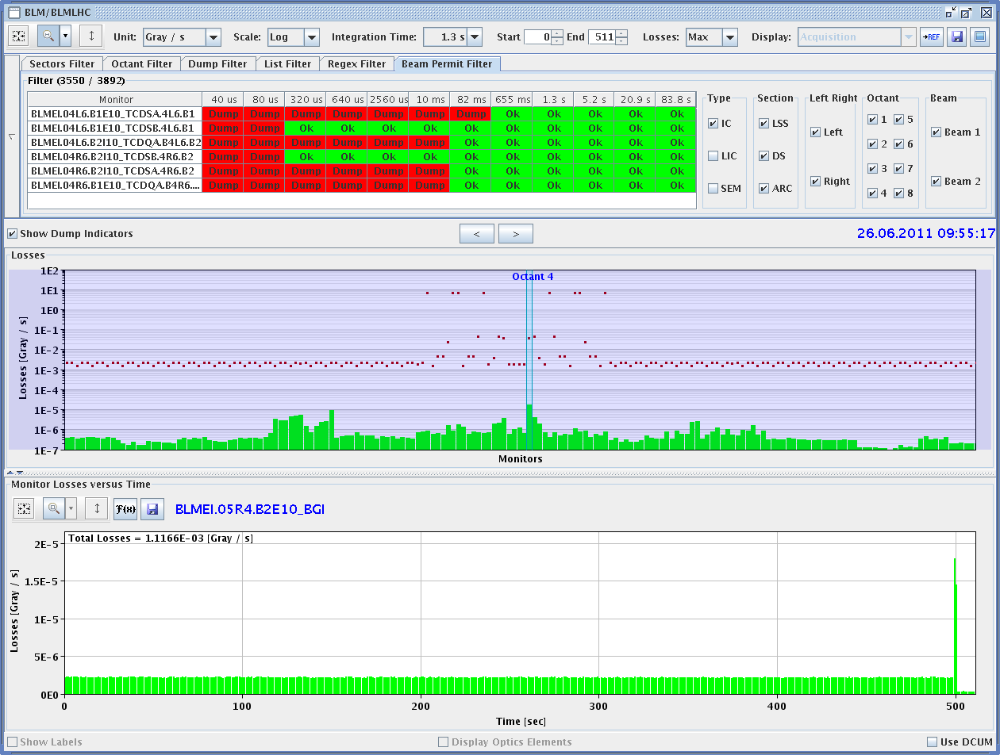 BLM/BLMLHC
Unit: Gray / s Scale: Log Integration Time: 1.3 s Start 0 End 511 Losses: Max Display: Acquisition →REF
Sectors Filter Octant Filter Dump Filter List Filter Regex Filter Beam Permit Filter
Filter (3550 / 3892)
Monitor 40 us 80 us 320 us 640 us 2560 us 10 ms 82 ms 655 ms 1.3 s 5.2 s 20.9 s 83.8 s
BLMEI.04L6.B1E10_TCDSA.4L6.B1 Dump Dump Dump Dump Dump Dump Dump Ok Ok Ok Ok Ok
BLMEI.04L6.B1E10_TCDSB.4L6.B1 Dump Dump Ok Ok Ok Ok Ok Ok Ok Ok Ok Ok
BLMEI.04L6.B2I10_TCDQA.B4L6.B2 Dump Dump Dump Dump Dump Dump Ok Ok Ok Ok Ok Ok
BLMEI.04R6.B2I10_TCDSB.4R6.B2 Dump Dump Ok Ok Ok Ok Ok Ok Ok Ok Ok Ok
BLMEI.04R6.B2I10_TCDSA.4R6.B2 Dump Dump Dump Dump Dump Dump Ok Ok Ok Ok Ok Ok
BLMEI.04R6.B1E10_TCDQA.B4R6.... Dump Dump Dump Dump Dump Dump Ok Ok Ok Ok Ok Ok
Type Section Left Right Octant Beam
IC LSS Left 1 5 Beam 1
LIC DS 2 6
SEM ARC Right 3 7 Beam 2
4 8
Show Dump Indicators < > 26.06.2011 09:55:17
Losses
Octant 4
1E2
1E1
1E0
1E-1
1E-2
1E-3
1E-4
1E-5
1E-6
1E-7
Losses [Gray / s]
Monitors
Monitor Losses versus Time
F(x) BLMEI.05R4.B2E10_BGI
Total Losses = 1.1166E-03 [Gray / s]
2E-5
1.5E-5
1E-5
5E-6
0E0
Losses [Gray / s]
0 100 200 300 400 500
Time [sec]
Show Labels Display Optics Elements Use DCUM